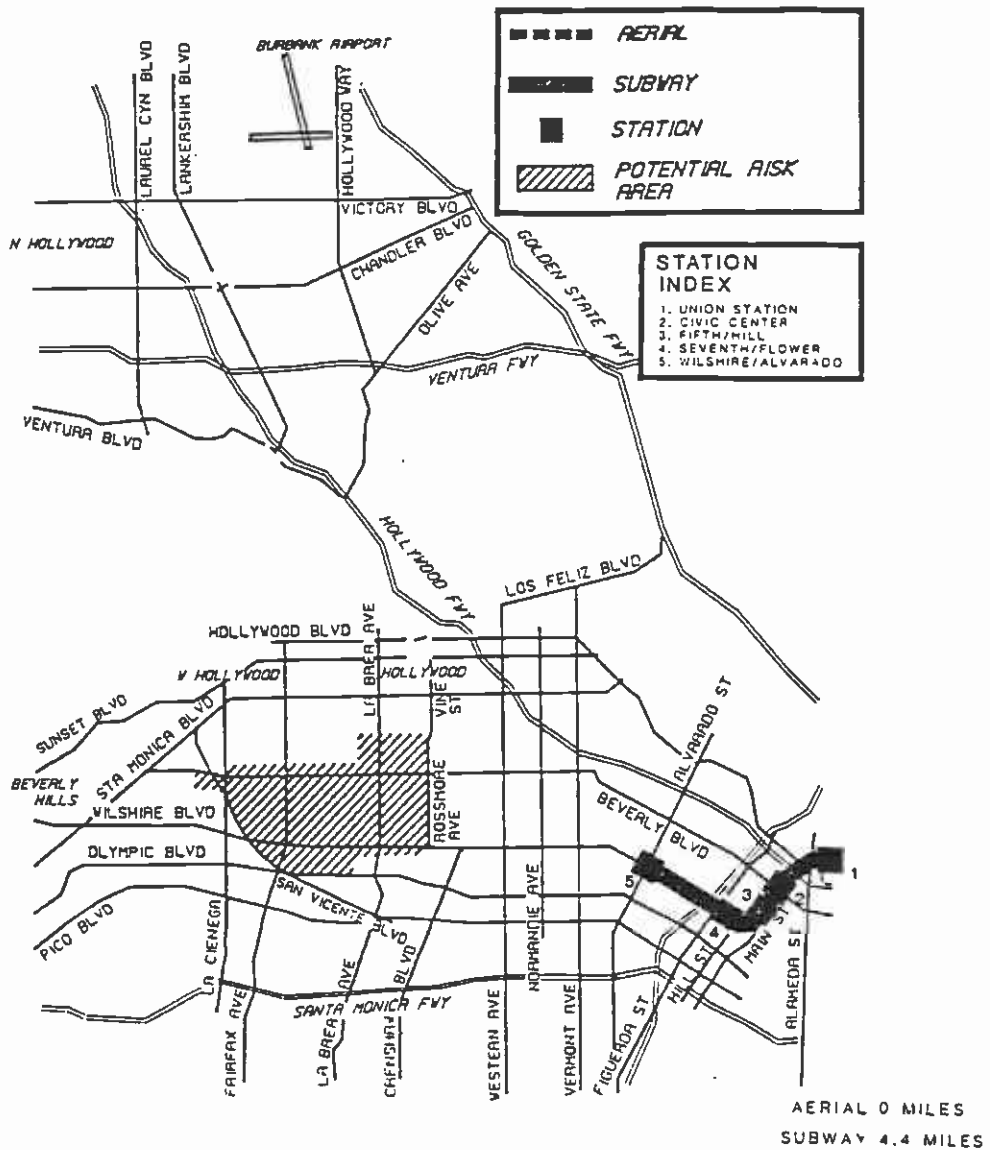 AERIAL
SUBWAY
STATION
POTENTIAL RISK
AREA
STATION
INDEX
1. UNION STATION
2. CIVIC CENTER
3. FIFTH/HILL
4. SEVENTH/FLOWER
5. WILSHIRE/ALVARADO
BURBANK AIRPORT
LAUREL CYN BLVD
LANKERSHIM BLVD
HOLLYWOOD WAY
VICTORY BLVD
N HOLLYWOOD
CHANDLER BLVD
OLIVE AVE
GOLDEN STATE FWY
VENTURA FWY
VENTURA BLVD
HOLLYWOOD FWY
LOS FELIZ BLVD
HOLLYWOOD BLVD
LA BREA AVE
W HOLLYWOOD
HOLLYWOOD
VINE
ST
SUNSET BLVD
STA MONICA BLVD
ALVARADO ST
BEVERLY
HILLS
WILSHIRE BLVD
ROSSMORE
AVE
BEVERLY BLVD
OLYMPIC BLVD
SAN VICENTE BLVD
PICO BLVD
5
3
2
1
4
MAIN ST
HILL ST
ALAMEDA ST
LA CIENEGA
SANTA MONICA FWY
NORMANDIE AVE
FAIRFAX AVE
LA BREA AVE
CRENSHAW BLVD
WESTERN AVE
VERMONT AVE
FIGUEROA ST
AERIAL 0 MILES
SUBWAY 4.4 MILES